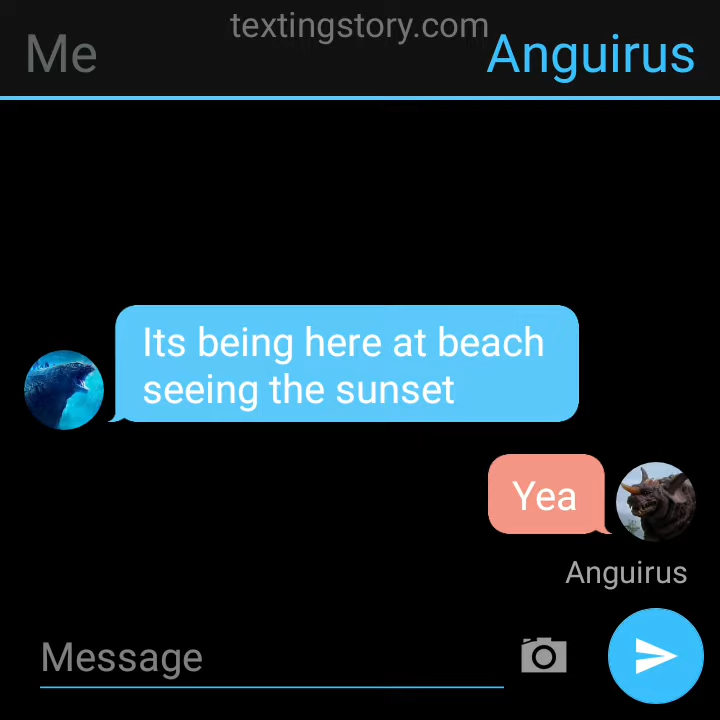 textingstory.com
Me
Anguirus
Its being here at beach
seeing the sunset
Yea
Anguirus
Message